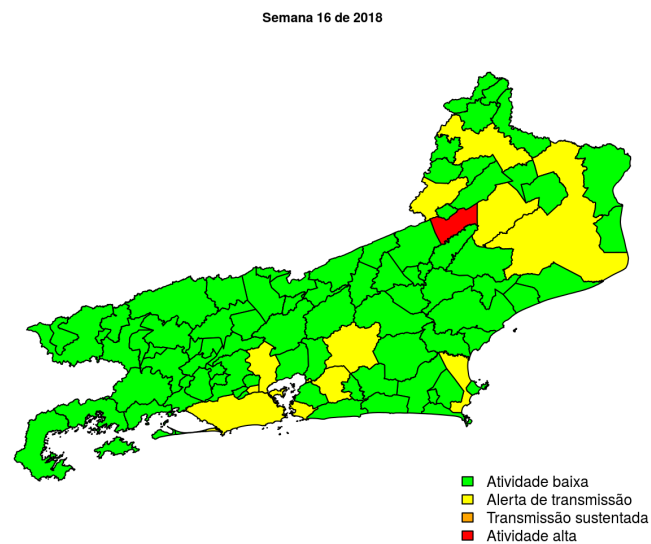 Semana 16 de 2018
Atividade baixa
Alerta de transmissão
Transmissão sustentada
Atividade alta